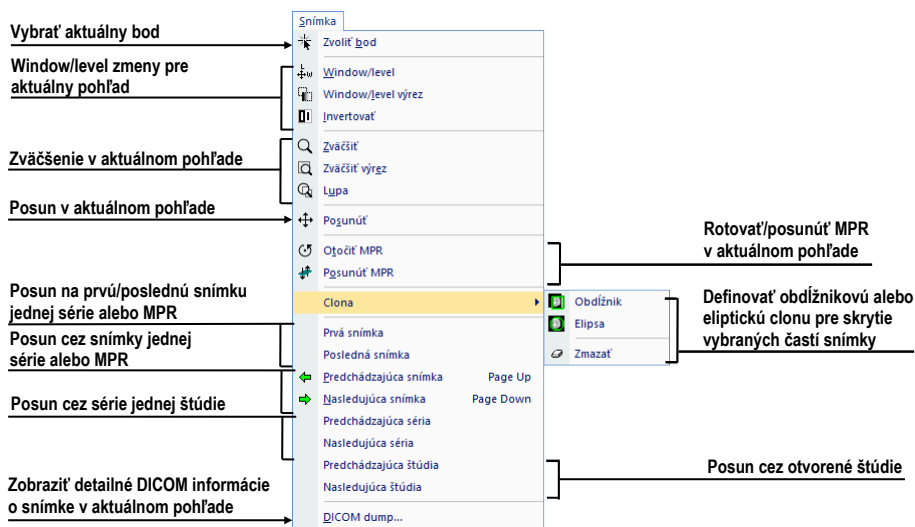 Snímka
Vybrať aktuálny bod
Zvoliť bod
Window/level zmeny pre
aktuálny pohľad
Window/level
Window/level výrez
Invertovať
Zväčšenie v aktuálnom pohľade
Zväčšiť
Zväčšiť výrez
Lupa
Posun v aktuálnom pohľade
Posunúť
Otočiť MPR
Posunúť MPR
Rotovať/posunúť MPR
v aktuálnom pohľade
Clona
Obdĺžnik
Elipsa
Zmazať
Definovať obdĺžnikovú alebo
eliptickú clonu pre skrytie
vybraných častí snímky
Posun na prvú/poslednú snímku
jednej série alebo MPR
Prvá snímka
Posledná snímka
Posun cez snímky jednej
série alebo MPR
Predchádzajúca snímka Page Up
Nasledujúca snímka Page Down
Posun cez série jednej štúdie
Predchádzajúca séria
Nasledujúca séria
Predchádzajúca štúdia
Nasledujúca štúdia
Posun cez otvorené štúdie
Zobraziť detailné DICOM informácie
o snímke v aktuálnom pohľade
DICOM dump...